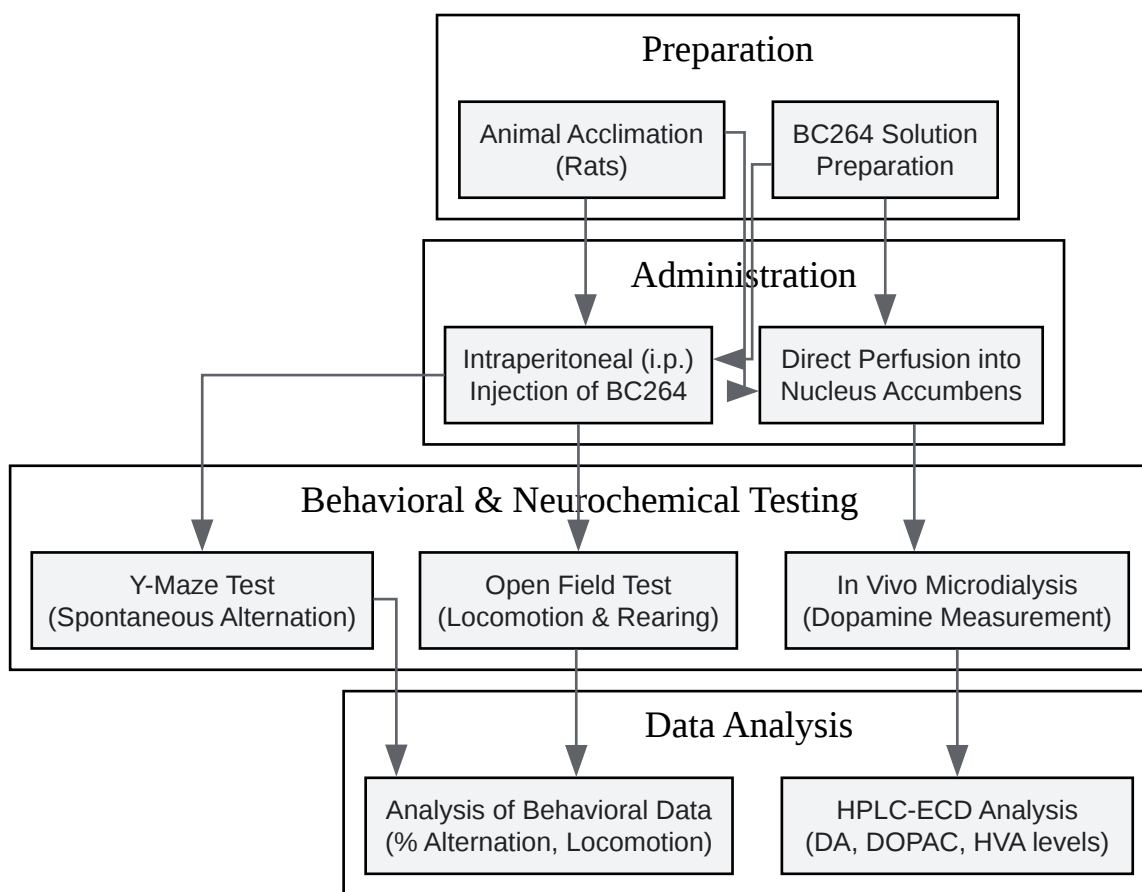 Preparation
Animal Acclimation
(Rats)
BC264 Solution
Preparation
Administration
Intraperitoneal (i.p.)
Injection of BC264
Direct Perfusion into
Nucleus Accumbens
Behavioral & Neurochemical Testing
Y-Maze Test
(Spontaneous Alternation)
Open Field Test
(Locomotion & Rearing)
In Vivo Microdialysis
(Dopamine Measurement)
Data Analysis
Analysis of Behavioral Data
(% Alternation, Locomotion)
HPLC-ECD Analysis
(DA, DOPAC, HVA levels)